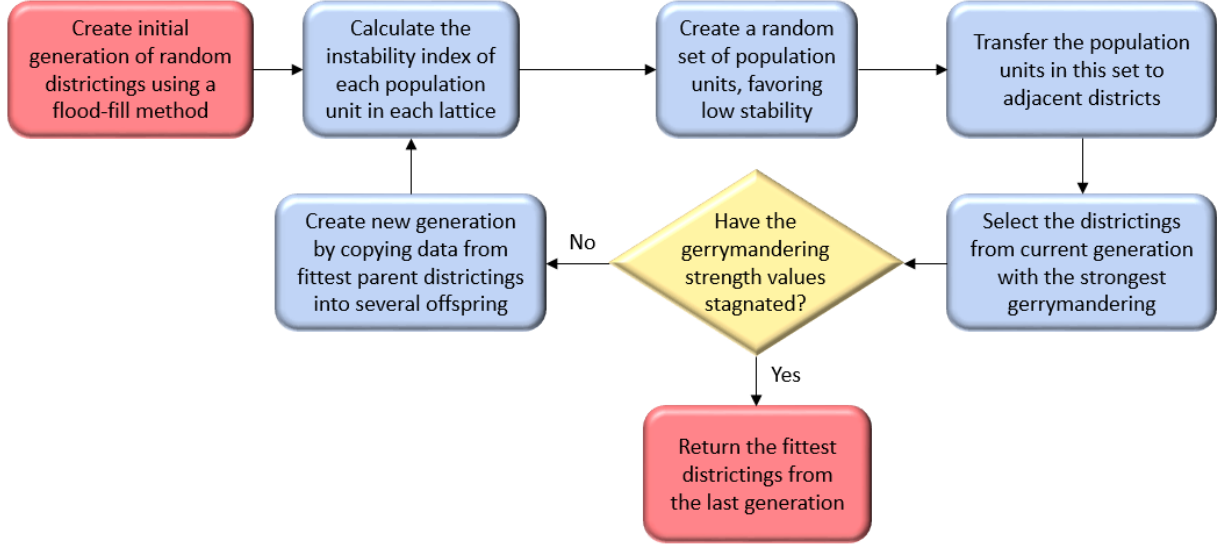 Create initial
generation of random
districtings using a
flood-fill method
Calculate the
instability index of
each population
unit in each lattice
Create a random
set of population
units, favoring
low stability
Transfer the population
units in this set to
adjacent districts
Select the districtings
from current generation
with the strongest
gerrymandering
Have the
gerrymandering
strength values
stagnated?
No
Create new generation
by copying data from
fittest parent districtings
into several offspring
Yes
Return the fittest
districtings from
the last generation